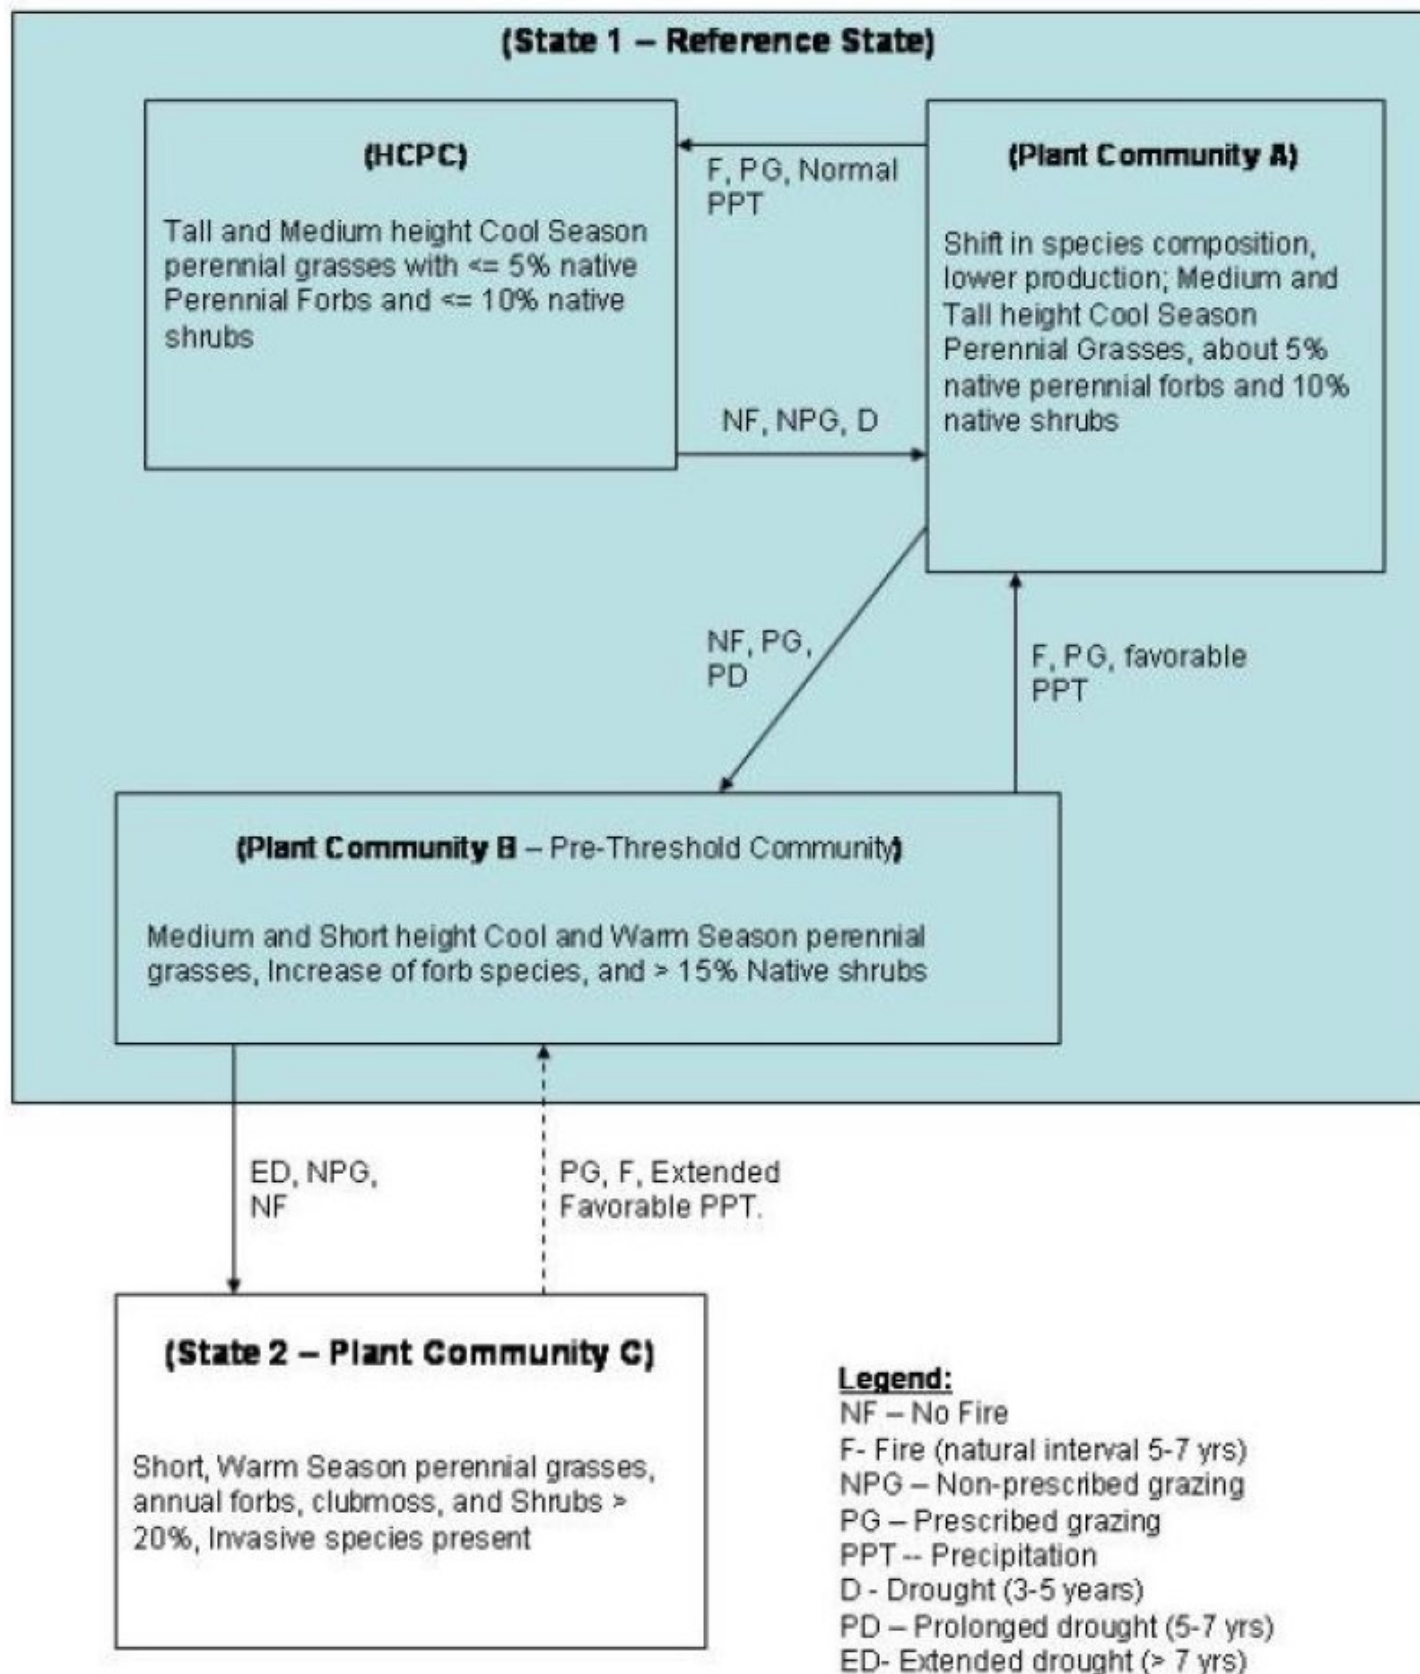 (State 1 – Reference State)
(HCPC)
Tall and Medium height Cool Season
perennial grasses with <= 5% native
Perennial Forbs and <= 10% native
shrubs
F, PG, Normal
PPT
(Plant Community A)
Shift in species composition,
lower production; Medium and
Tall height Cool Season
Perennial Grasses, about 5%
native perennial forbs and 10%
native shrubs
NF, NPG, D
NF, PG,
PD
F, PG, favorable
PPT
(Plant Community B – Pre-Threshold Community)
Medium and Short height Cool and Warm Season perennial
grasses, Increase of forb species, and > 15% Native shrubs
ED, NPG,
NF
PG, F, Extended
Favorable PPT.
(State 2 – Plant Community C)
Short, Warm Season perennial grasses,
annual forbs, clubmoss, and Shrubs >
20%, Invasive species present
Legend:
NF – No Fire
F- Fire (natural interval 5-7 yrs)
NPG – Non-prescribed grazing
PG – Prescribed grazing
PPT -- Precipitation
D - Drought (3-5 years)
PD – Prolonged drought (5-7 yrs)
ED- Extended drought (> 7 yrs)